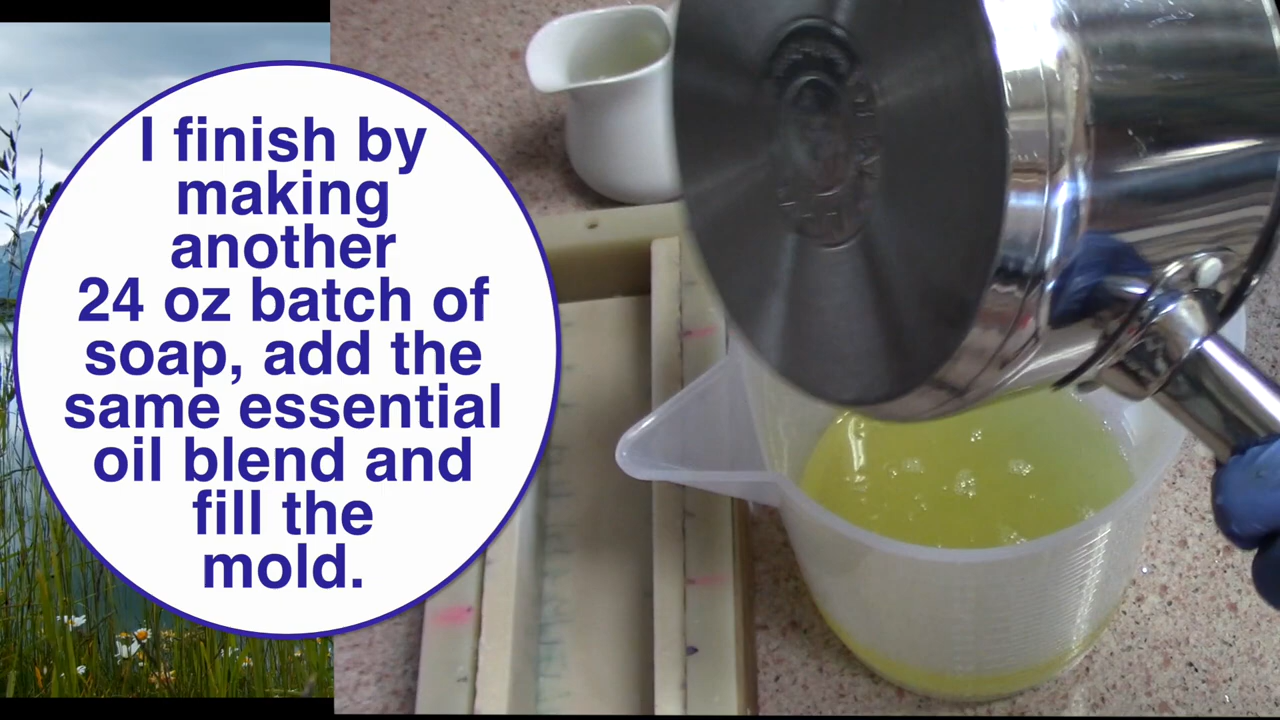 I finish by
making
another
24 oz batch of
soap, add the
same essential
oil blend and
fill the
mold.